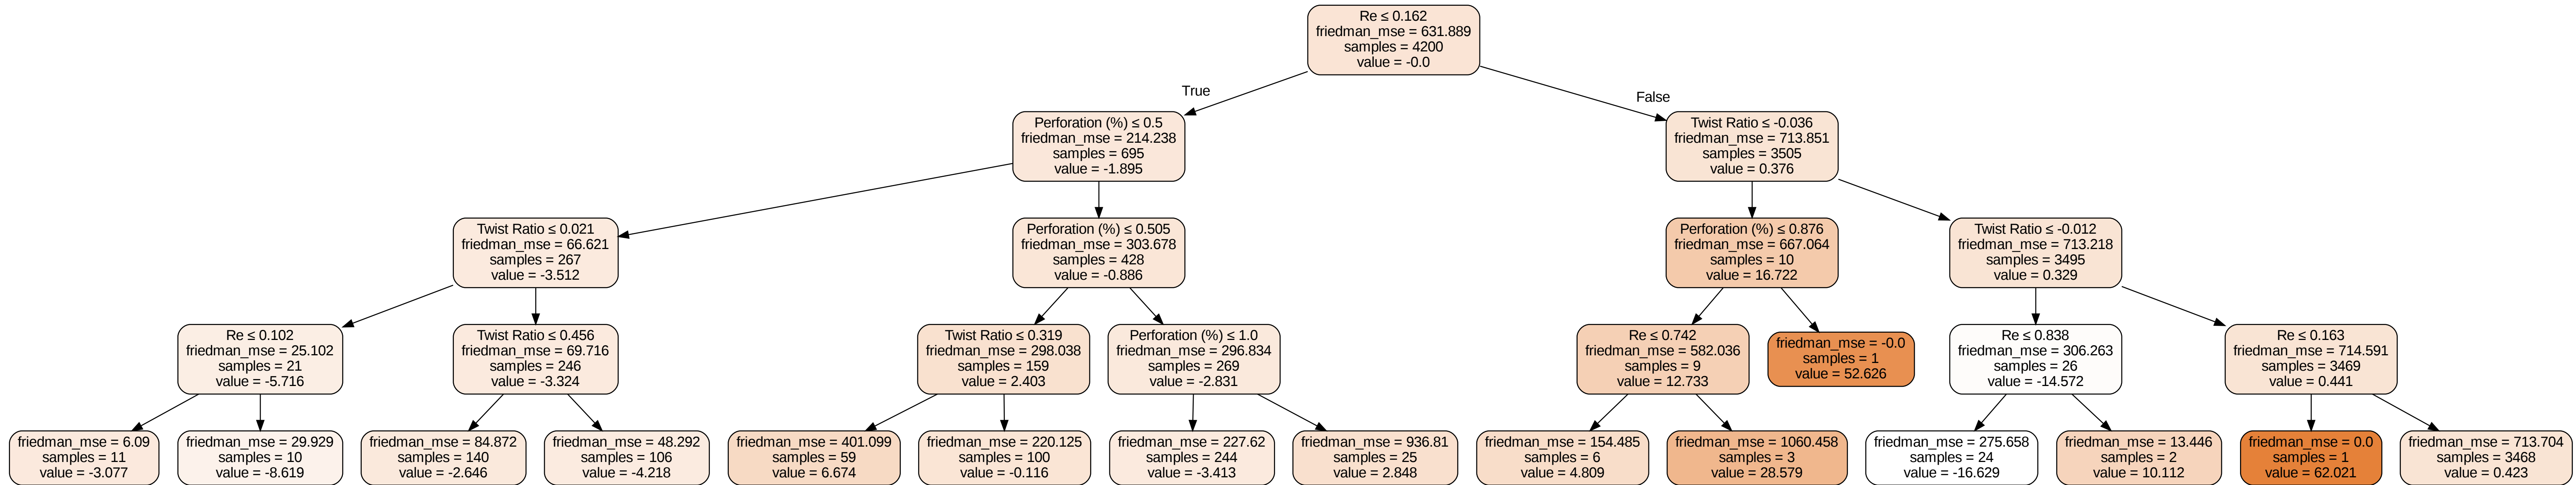 Re ≤ 0.162
friedman_mse = 631.889
samples = 4200
value = -0.0
True
False
Perforation (%) ≤ 0.5
friedman_mse = 214.238
samples = 695
value = -1.895
Twist Ratio ≤ -0.036
friedman_mse = 713.851
samples = 3505
value = 0.376
Twist Ratio ≤ 0.021
friedman_mse = 66.621
samples = 267
value = -3.512
Perforation (%) ≤ 0.505
friedman_mse = 303.678
samples = 428
value = -0.886
Perforation (%) ≤ 0.876
friedman_mse = 667.064
samples = 10
value = 16.722
Twist Ratio ≤ -0.012
friedman_mse = 713.218
samples = 3495
value = 0.329
Re ≤ 0.102
friedman_mse = 25.102
samples = 21
value = -5.716
Twist Ratio ≤ 0.456
friedman_mse = 69.716
samples = 246
value = -3.324
Twist Ratio ≤ 0.319
friedman_mse = 298.038
samples = 159
value = 2.403
Perforation (%) ≤ 1.0
friedman_mse = 296.834
samples = 269
value = -2.831
Re ≤ 0.742
friedman_mse = 582.036
samples = 9
value = 12.733
friedman_mse = -0.0
samples = 1
value = 52.626
Re ≤ 0.838
friedman_mse = 306.263
samples = 26
value = -14.572
Re ≤ 0.163
friedman_mse = 714.591
samples = 3469
value = 0.441
friedman_mse = 6.09
samples = 11
value = -3.077
friedman_mse = 29.929
samples = 10
value = -8.619
friedman_mse = 84.872
samples = 140
value = -2.646
friedman_mse = 48.292
samples = 106
value = -4.218
friedman_mse = 401.099
samples = 59
value = 6.674
friedman_mse = 220.125
samples = 100
value = -0.116
friedman_mse = 227.62
samples = 244
value = -3.413
friedman_mse = 936.81
samples = 25
value = 2.848
friedman_mse = 154.485
samples = 6
value = 4.809
friedman_mse = 1060.458
samples = 3
value = 28.579
friedman_mse = 275.658
samples = 24
value = -16.629
friedman_mse = 13.446
samples = 2
value = 10.112
friedman_mse = 0.0
samples = 1
value = 62.021
friedman_mse = 713.704
samples = 3468
value = 0.423